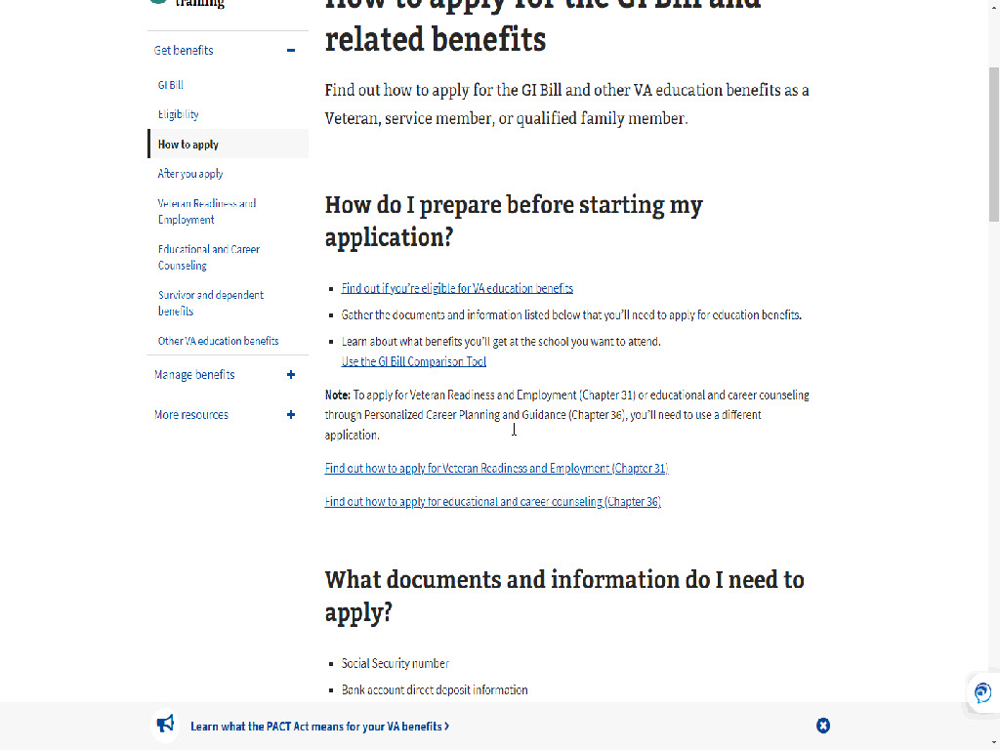 training
How to apply for the GI Bill and
related benefits
Get benefits
GI Bill
Eligibility
How to apply
After you apply
Veteran Readiness and
Employment
Educational and Career
Counseling
Survivor and dependent
benefits
Other VA education benefits
Manage benefits
More resources
Find out how to apply for the GI Bill and other VA education benefits as a
Veteran, service member, or qualified family member.
How do I prepare before starting my
application?
Find out if you're eligible for VA education benefits
Gather the documents and information listed below that you'll need to apply for education benefits.
Learn about what benefits you'll get at the school you want to attend.
Use the GI Bill Comparison Tool
Note: To apply for Veteran Readiness and Employment (Chapter 31) or educational and career counseling
through Personalized Career Planning and Guidance (Chapter 36), you'll need to use a different
application.
Find out how to apply for Veteran Readiness and Employment (Chapter 31)
Find out how to apply for educational and career counseling (Chapter 36)
What documents and information do I need to
apply?
Social Security number
Bank account direct deposit information
Learn what the PACT Act means for your VA benefits